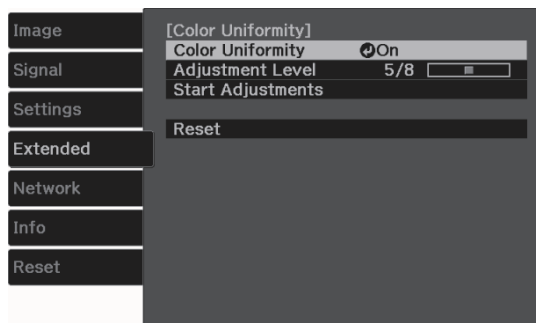 Image
Signal
Settings
Extended
Network
Info
Reset
[Color Uniformity]
Color Uniformity On
Adjustment Level 5/8
Start Adjustments
Reset